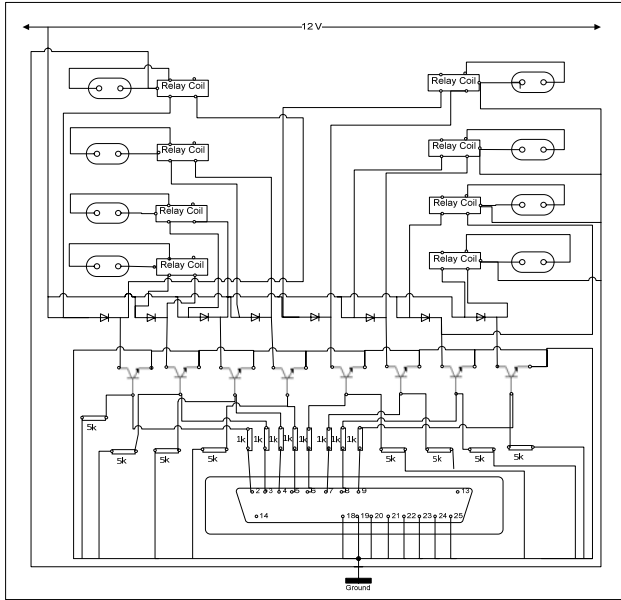 12 V
Relay Coil Relay Coil
Relay Coil Relay Coil
Relay Coil Relay Coil
Relay Coil Relay Coil
1k 1k 1k 1k 1k 1k 1k 1k
5k 5k 5k 5k 5k 5k 5k 5k
2 3 4 5 6 7 8 9 13
14 18 19 20 21 22 23 24 25
Ground